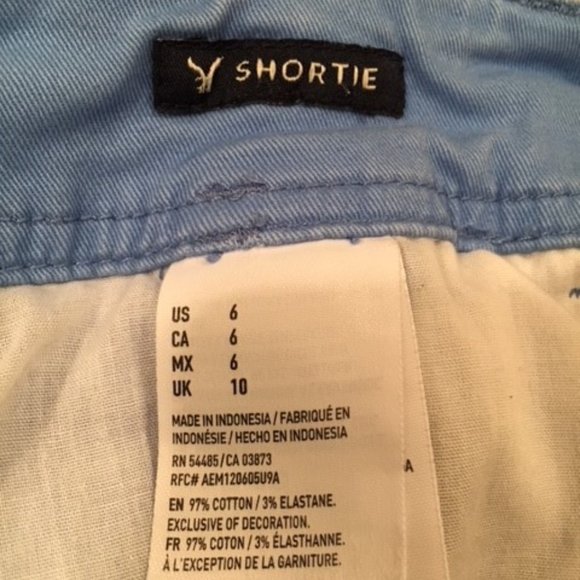 SHORTIE
US 6
CA 6
MX 6
UK 10
MADE IN INDONESIA / FABRIQUÉ EN
INDONÉSIE / HECHO EN INDONESIA
RN 54485 / CA 03873
RFC# AEM120605U9A
A
EN 97% COTTON / 3% ELASTANE.
EXCLUSIVE OF DECORATION.
FR 97% COTON / 3% ÉLASTHANNE.
À L'EXCEPTION DE LA GARNITURE.